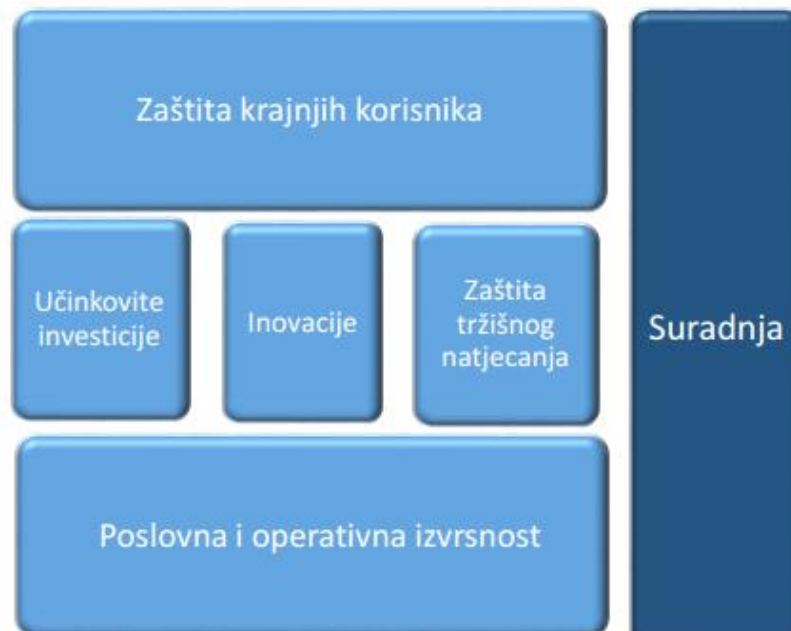 Zaštita krajnjih korisnika
Učinkovite
investicije
Inovacije
Zaštita
tržišnog
natjecanja
Suradnja
Poslovna i operativna izvrsnost